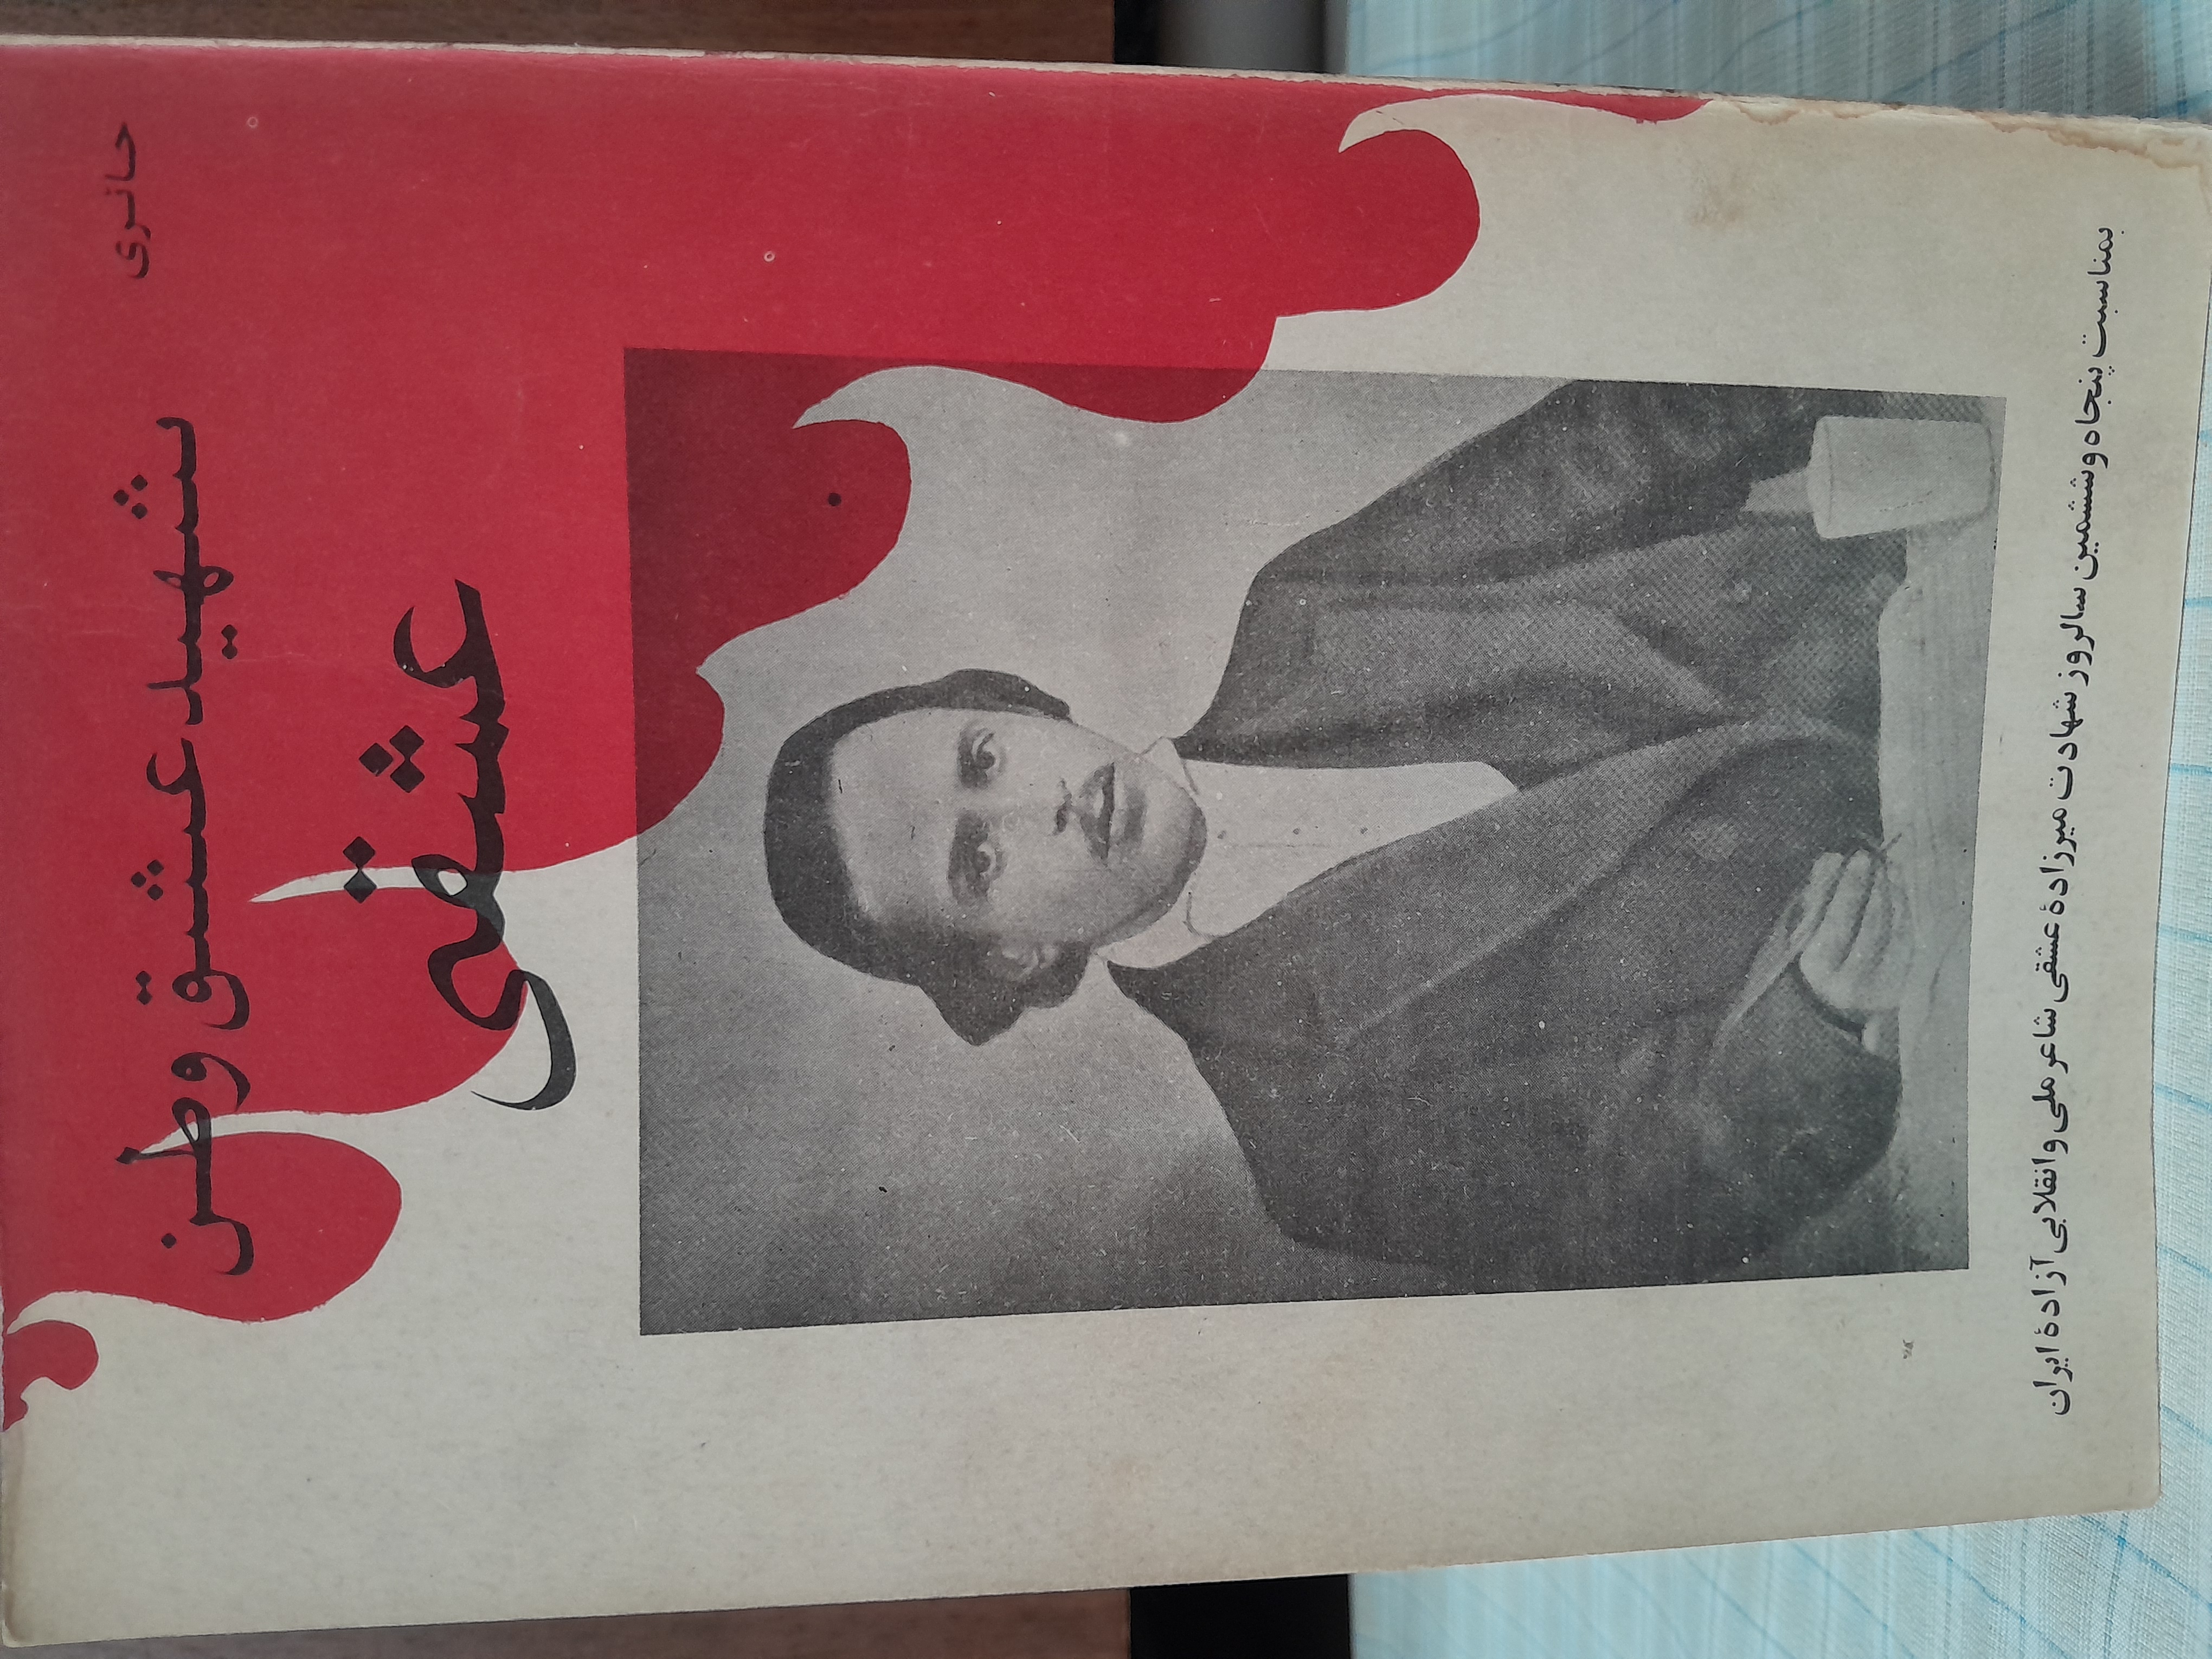 شهید عشق وطن
حائری
عشقی
بمناسبت پنجاه و ششمین سالروز شهادت میرزادهٔ عشقی شاعر ملی و انقلابی آزادهٔ ایران